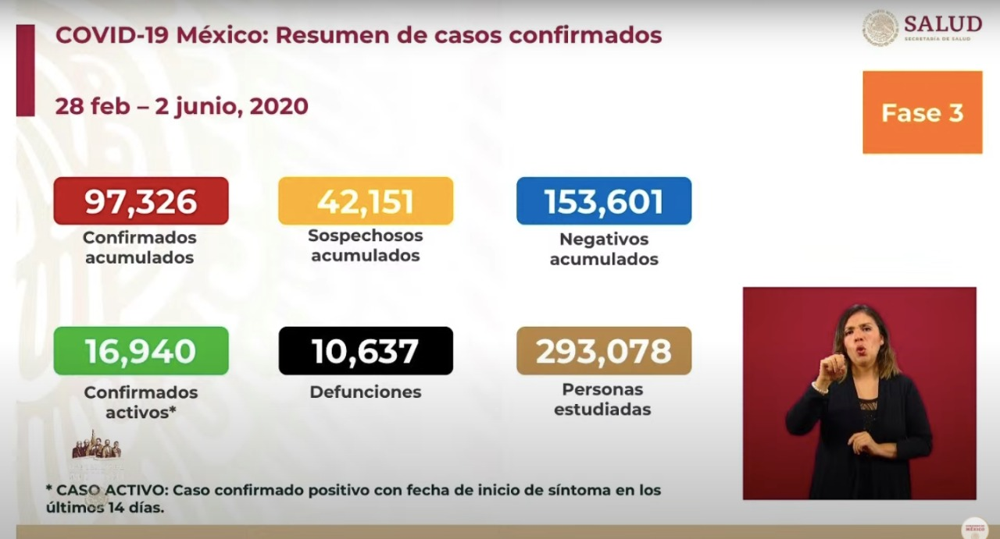 COVID-19 México: Resumen de casos confirmados
SALUD
SECRETARÍA DE SALUD
28 feb – 2 junio, 2020
Fase 3
97,326
Confirmados
acumulados
42,151
Sospechosos
acumulados
153,601
Negativos
acumulados
16,940
Confirmados
activos*
10,637
Defunciones
293,078
Personas
estudiadas
* CASO ACTIVO: Caso confirmado positivo con fecha de inicio de síntoma en los
últimos 14 días.
MÉXICO